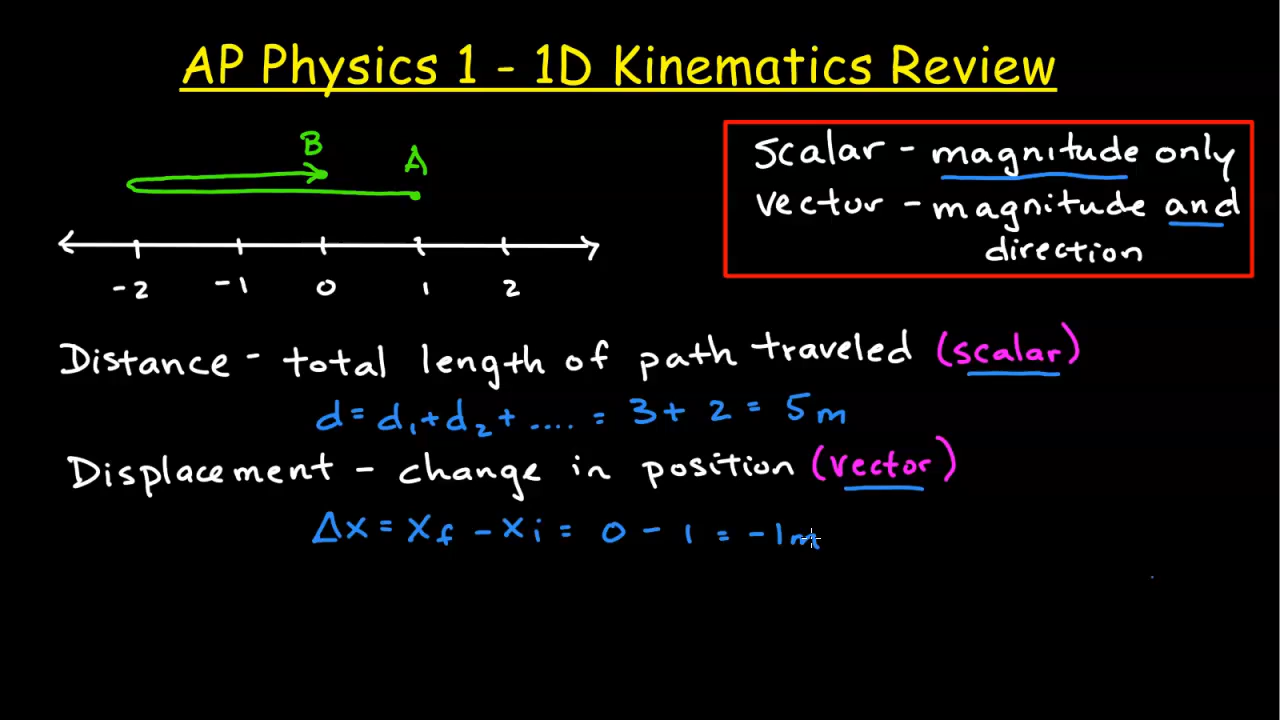 AP Physics 1 - 1D Kinematics Review
B
A
-2 -1 0 1 2
Scalar - magnitude only
vector - magnitude and
direction
Distance - total length of path traveled (scalar)
d = d₁ + d₂ + .... = 3 + 2 = 5m
Displacement - change in position (vector)
Δx = Xf - Xi = 0 - 1 = -1m